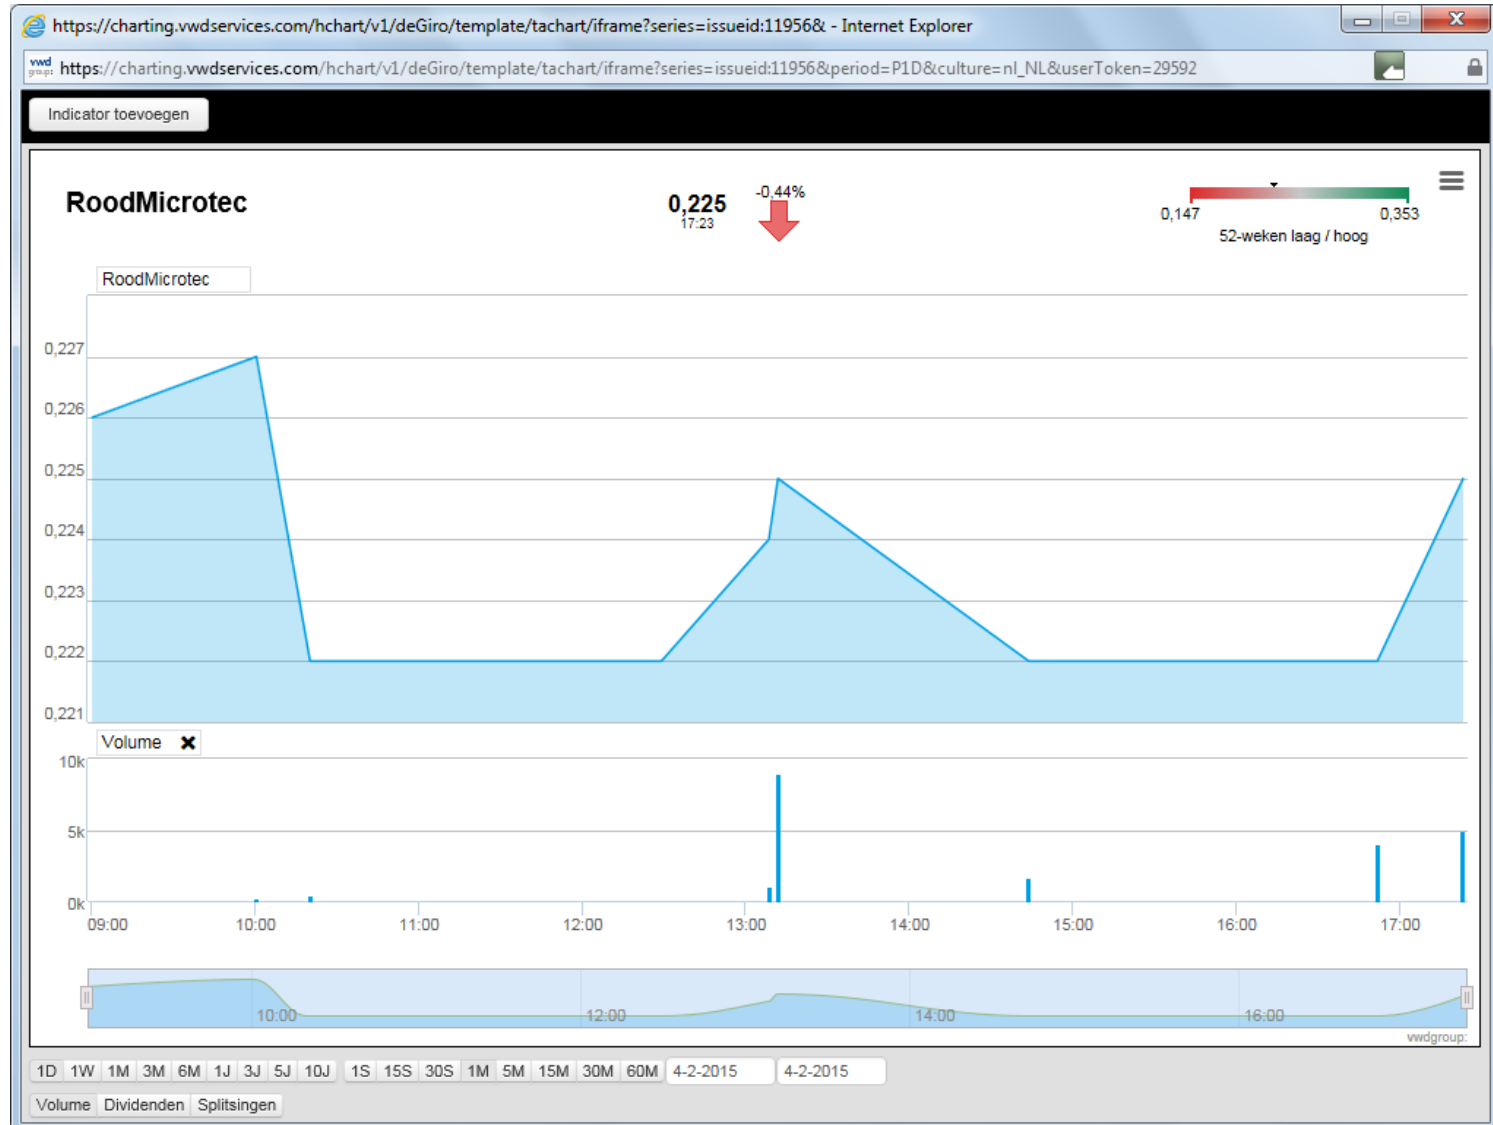 https://charting.vwdservices.com/hchart/v1/deGiro/template/tachart/iframe?series=issueid:11956& - Internet Explorer
vwd group: https://charting.vwdservices.com/hchart/v1/deGiro/template/tachart/iframe?series=issueid:11956&period=P1D&culture=nl_NL&userToken=29592
Indicator toevoegen
RoodMicrotec
0,225
17:23
-0,44%
0,147 0,353
52-weken laag / hoog
RoodMicrotec
0,227
0,226
0,225
0,224
0,223
0,222
0,221
Volume
10k
5k
0k
09:00 10:00 11:00 12:00 13:00 14:00 15:00 16:00 17:00
10:00 12:00 14:00 16:00
vwdgroup:
1D 1W 1M 3M 6M 1J 3J 5J 10J 1S 15S 30S 1M 5M 15M 30M 60M 4-2-2015 4-2-2015
Volume Dividenden Splitsingen